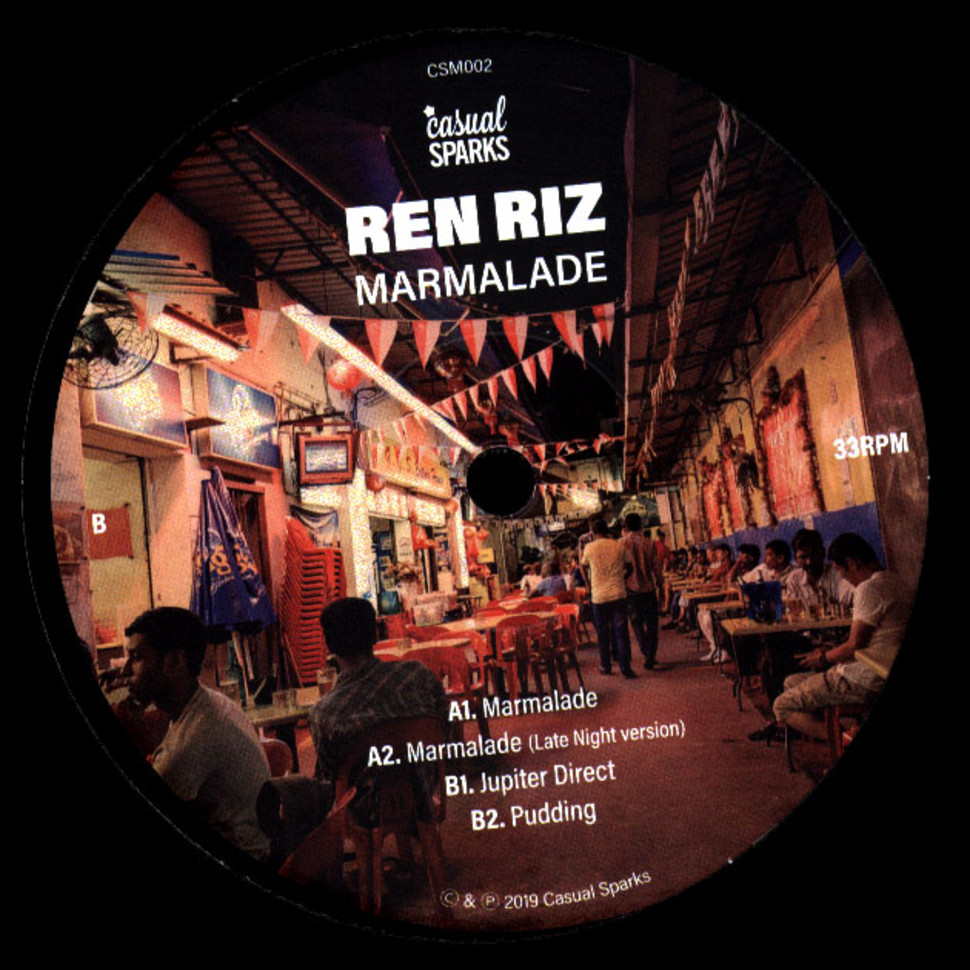 CSM002
casual
SPARKS
REN RIZ
MARMALADE
33RPM
B
A1. Marmalade
A2. Marmalade (Late Night version)
B1. Jupiter Direct
B2. Pudding
Ⓒ & Ⓟ 2019 Casual Sparks